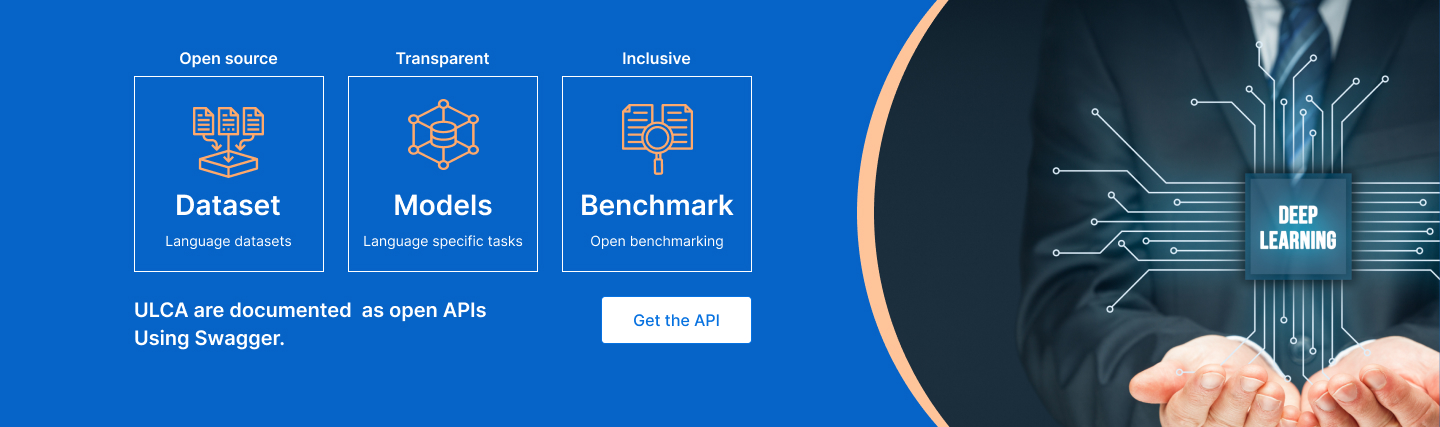 Open source
Transparent
Inclusive
Dataset
Models
Benchmark
Language datasets
Language specific tasks
Open benchmarking
ULCA are documented  as open APIs
Using Swagger.
Get the API
DEEP
LEARNING